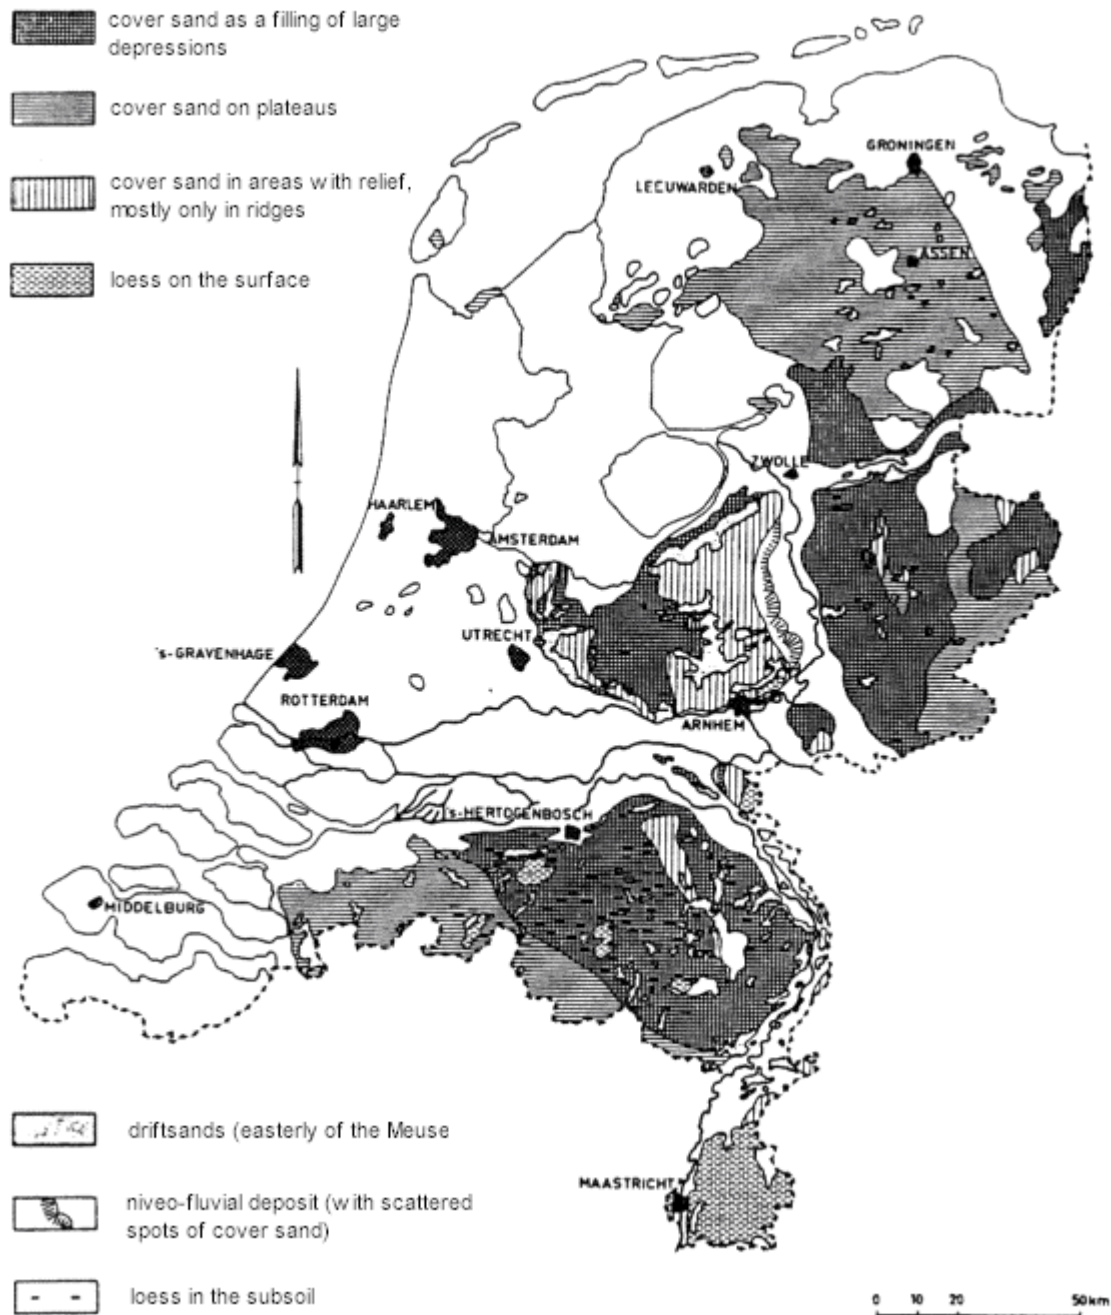 cover sand as a filling of large
depressions
cover sand on plateaus
cover sand in areas with relief,
mostly only in ridges
loess on the surface
GRONINGEN
LEEUWARDEN
ASSEN
ZWOLLE
HAARLEM
AMSTERDAM
UTRECHT
's-GRAVENHAGE
ROTTERDAM
ARNHEM
's-HERTOGENBOSCH
MIDDELBURG
MAASTRICHT
driftsands (easterly of the Meuse
niveo-fluvial deposit (with scattered
spots of cover sand)
loess in the subsoil
0 10 20 50km